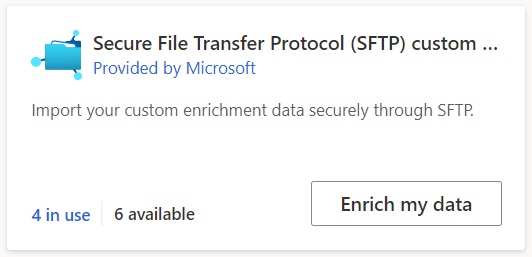 Secure File Transfer Protocol (SFTP) custom ...
Provided by Microsoft
Import your custom enrichment data securely through SFTP.
4 in use 6 available
Enrich my data